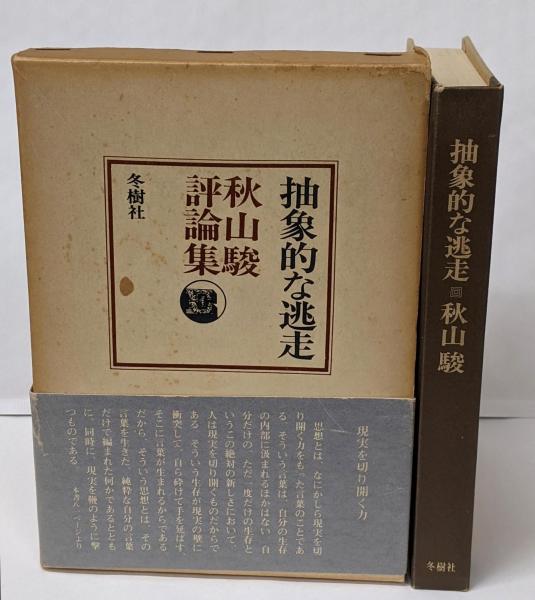 抽象的な逃走
秋山駿
評論集
冬樹社
現実を切り開く力
思想とは、なにかしら現実を切
り開く力をもった言葉のことであ
る。そういう言葉は、自分の生存
の内部に汲まれるほかはない。自
分だけの、ただ一度だけの生存と
いうこの絶対の新しさにおいて、
人は現実を切り開くものだからで
ある。そういう生存が現実の壁に
衝突して、自ら砕けて手を延ばす、
そこに言葉が生まれるからである。
だから、そういう思想とは、その
言葉を生きた、純粋な自分の言葉
だけで編まれた何かであるととも
に、同時に、現実を鞭のように撃
つものである。
本書八二ページより
抽象的な逃走 回 秋山駿
冬樹社